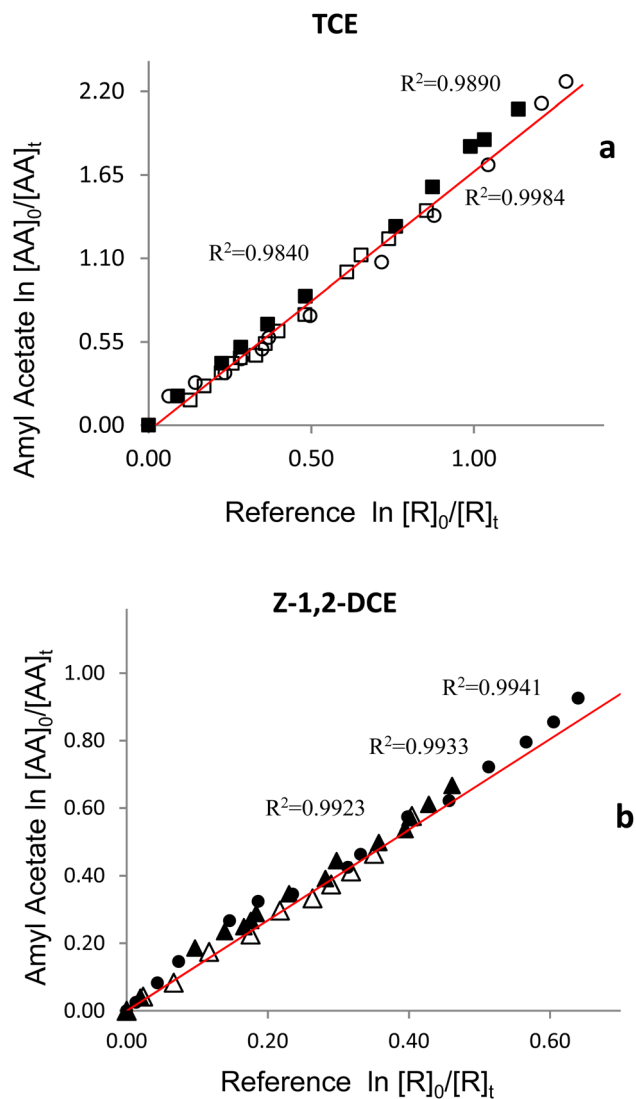 TCE
2.20
1.65
1.10
0.55
0.00
Amyl Acetate ln [AA]₀/[AA]ₜ
R²=0.9890
a
R²=0.9984
R²=0.9840
0.00 0.50 1.00
Reference ln [R]₀/[R]ₜ
Z-1,2-DCE
1.00
0.80
0.60
0.40
0.20
0.00
Amyl Acetate ln [AA]₀/[AA]ₜ
R²=0.9941
R²=0.9933
R²=0.9923
b
0.00 0.20 0.40 0.60
Reference ln [R]₀/[R]ₜ